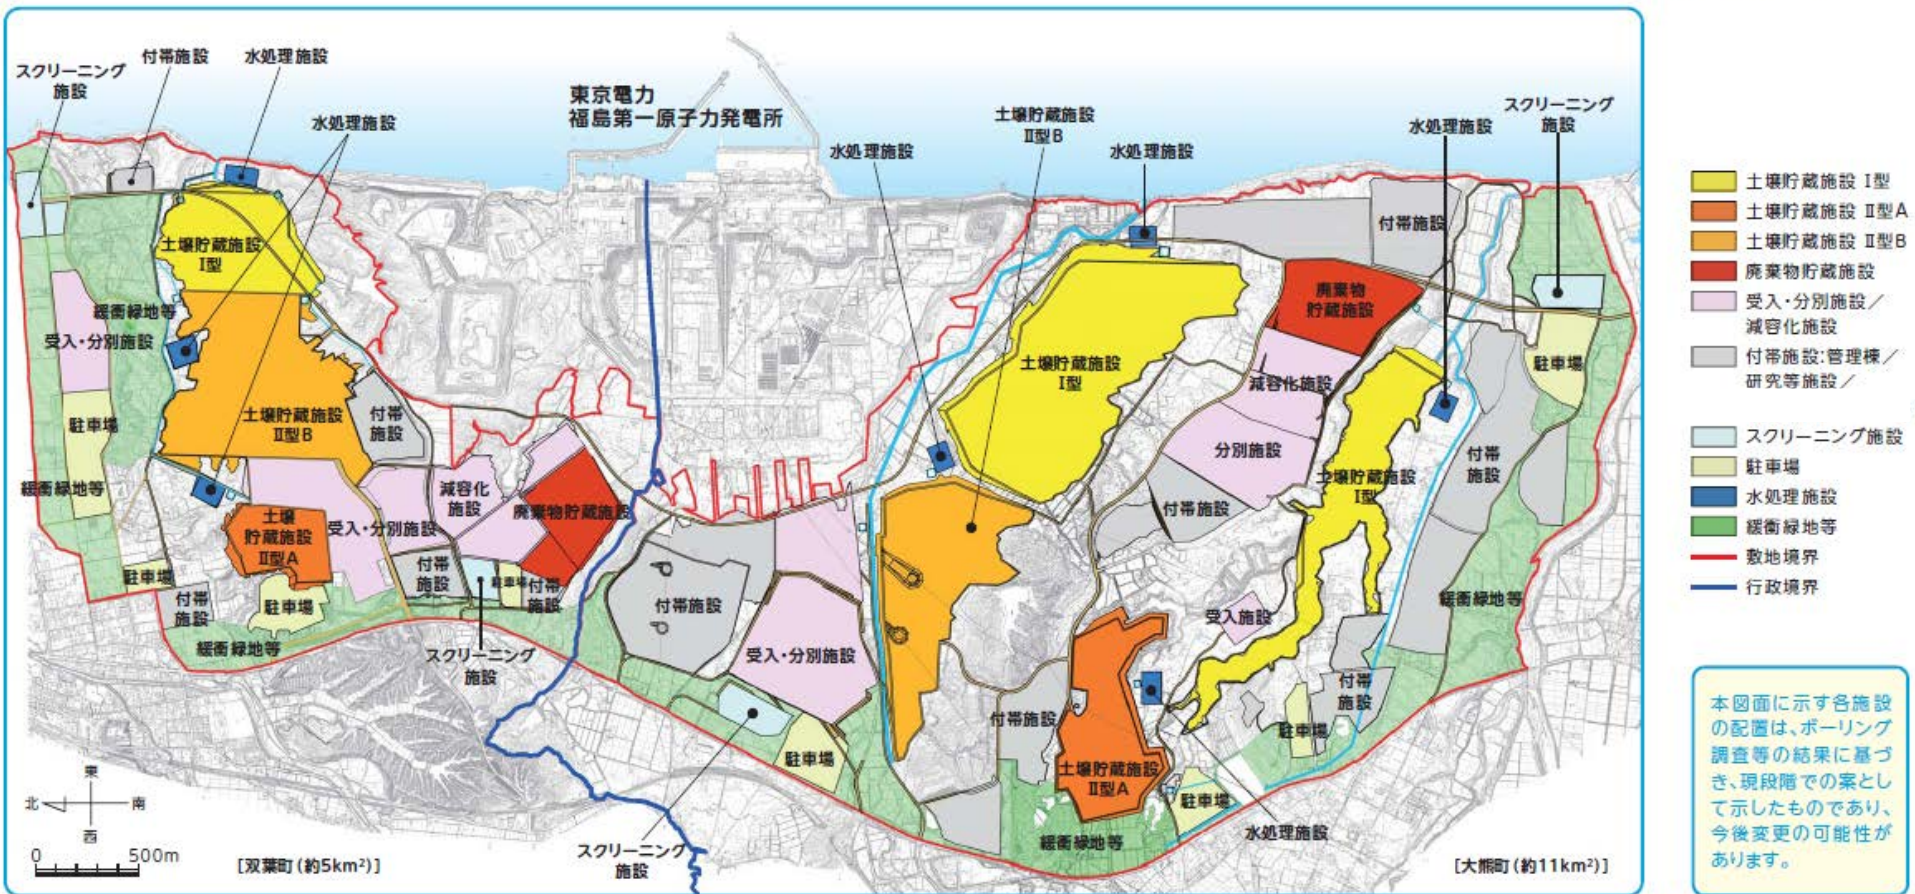 スクリーニング
施設
付帯施設
水処理施設
水処理施設
東京電力
福島第一原子力発電所
水処理施設
土壌貯蔵施設
Ⅱ型B
水処理施設
水処理施設
スクリーニング
施設
土壌貯蔵施設
Ⅰ型
緩衝緑地等
受入・分別施設
駐車場
緩衝緑地等
土壌貯蔵施設
Ⅱ型B
付帯
施設
土壌
貯蔵施設
Ⅱ型A
受入・分別施設
減容化
施設
廃棄物貯蔵施設
駐車場
付帯
施設
駐車場
緩衝緑地等
付帯
施設
駐車場
付帯
施設
スクリーニング
施設
付帯施設
受入・分別施設
駐車場
スクリーニング
施設
土壌貯蔵施設
Ⅰ型
付帯施設
廃棄物
貯蔵施設
減容化施設
分別施設
付帯施設
土壌貯蔵施設
Ⅰ型
駐車場
付帯
施設
緩衝緑地等
受入施設
付帯施設
土壌貯蔵施設
Ⅱ型A
付帯
施設
駐車場
駐車場
水処理施設
緩衝緑地等
東
北
南
西
0
500m
[双葉町(約5km²)]
[大熊町(約11km²)]
土壌貯蔵施設 Ⅰ型
土壌貯蔵施設 Ⅱ型A
土壌貯蔵施設 Ⅱ型B
廃棄物貯蔵施設
受入・分別施設/
減容化施設
付帯施設:管理棟/
研究等施設/
スクリーニング施設
駐車場
水処理施設
緩衝緑地等
敷地境界
行政境界
本図面に示す各施設
の配置は、ボーリング
調査等の結果に基づ
き、現段階での案とし
て示したものであり、
今後変更の可能性が
あります。